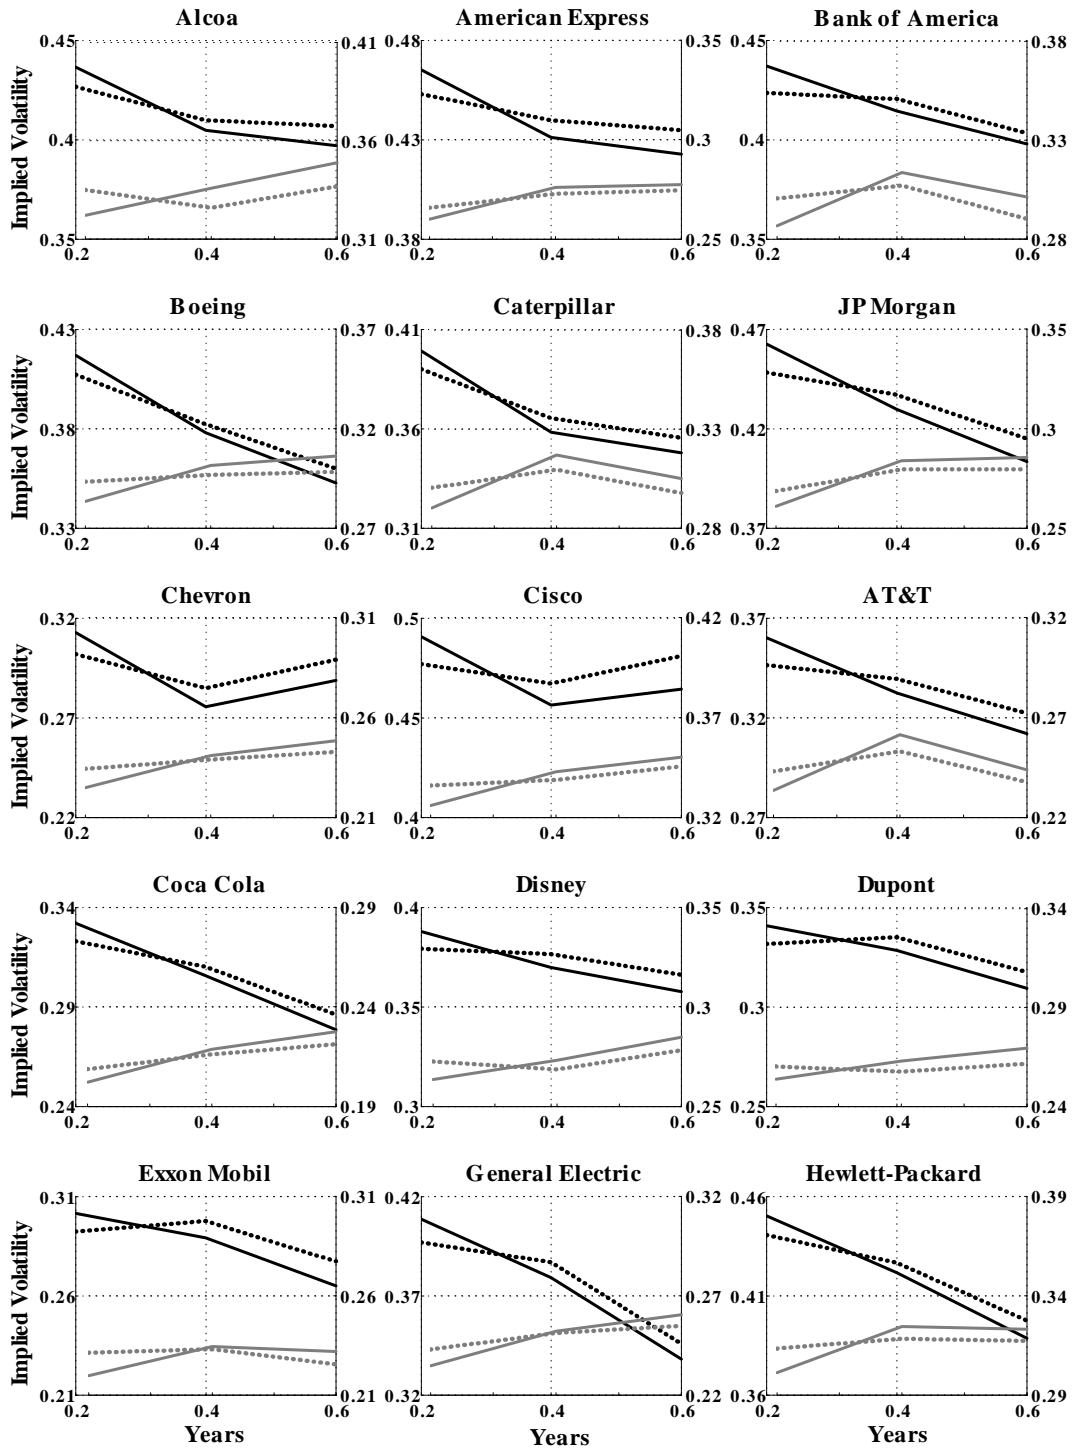 Alcoa American Express Bank of America
0.45 0.41 0.48 0.35 0.45 0.38
Implied Volatility
0.4 0.36 0.43 0.3 0.4 0.33
0.35 0.31 0.38 0.25 0.35 0.28
0.2 0.4 0.6 0.2 0.4 0.6 0.2 0.4 0.6
Boeing Caterpillar JP Morgan
0.43 0.37 0.41 0.38 0.47 0.35
Implied Volatility
0.38 0.32 0.36 0.33 0.42 0.3
0.33 0.27 0.31 0.28 0.37 0.25
0.2 0.4 0.6 0.2 0.4 0.6 0.2 0.4 0.6
Chevron Cisco AT&T
0.32 0.31 0.5 0.42 0.37 0.32
Implied Volatility
0.27 0.26 0.45 0.37 0.32 0.27
0.22 0.21 0.4 0.32 0.27 0.22
0.2 0.4 0.6 0.2 0.4 0.6 0.2 0.4 0.6
Coca Cola Disney Dupont
0.34 0.29 0.4 0.35 0.35 0.34
Implied Volatility
0.29 0.24 0.35 0.3 0.3 0.29
0.24 0.19 0.3 0.25 0.25 0.24
0.2 0.4 0.6 0.2 0.4 0.6 0.2 0.4 0.6
Exxon Mobil General Electric Hewlett-Packard
0.31 0.31 0.42 0.32 0.46 0.39
Implied Volatility
0.26 0.26 0.37 0.27 0.41 0.34
0.21 0.21 0.32 0.22 0.36 0.29
0.2 0.4 0.6 0.2 0.4 0.6 0.2 0.4 0.6
Years Years Years